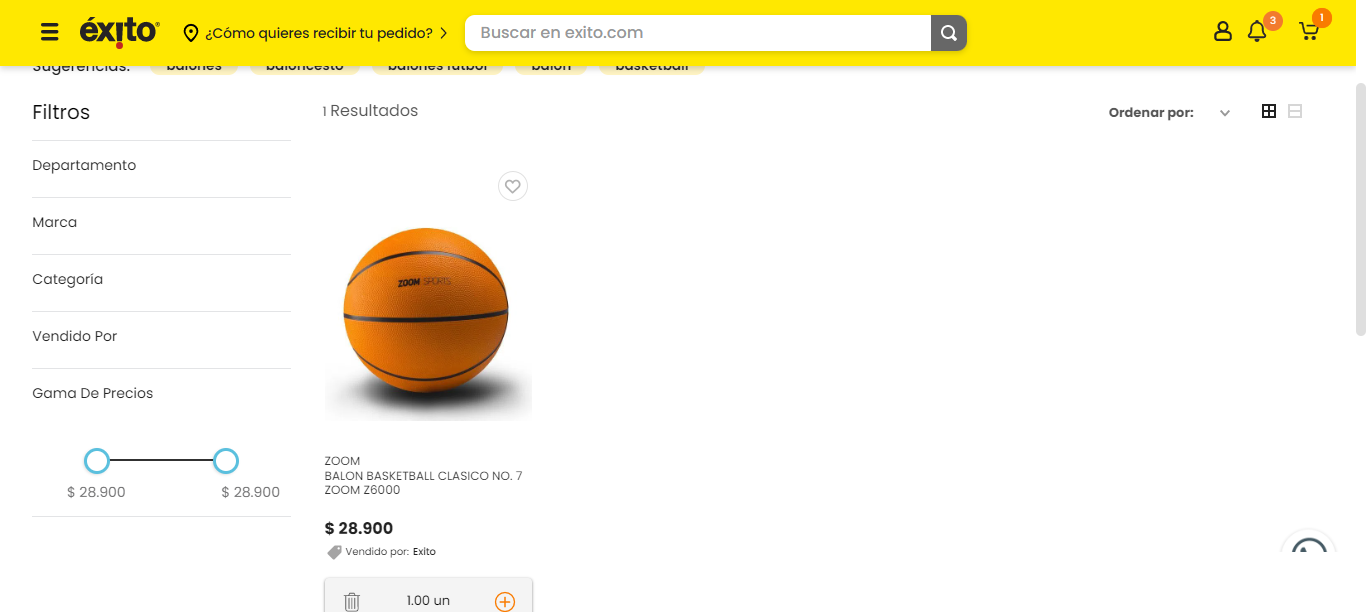 éxito
¿Cómo quieres recibir tu pedido?
Buscar en exito.com
3
1
Sugerencias:
balones
baloncesto
balones futbol
balon
basketball
Filtros
1 Resultados
Ordenar por:
Departamento
Marca
Categoría
Vendido Por
Gama De Precios
$ 28.900
$ 28.900
ZOOM SPORTS
ZOOM
BALON BASKETBALL CLASICO NO. 7
ZOOM Z6000
$ 28.900
Vendido por: Exito
1.00 un